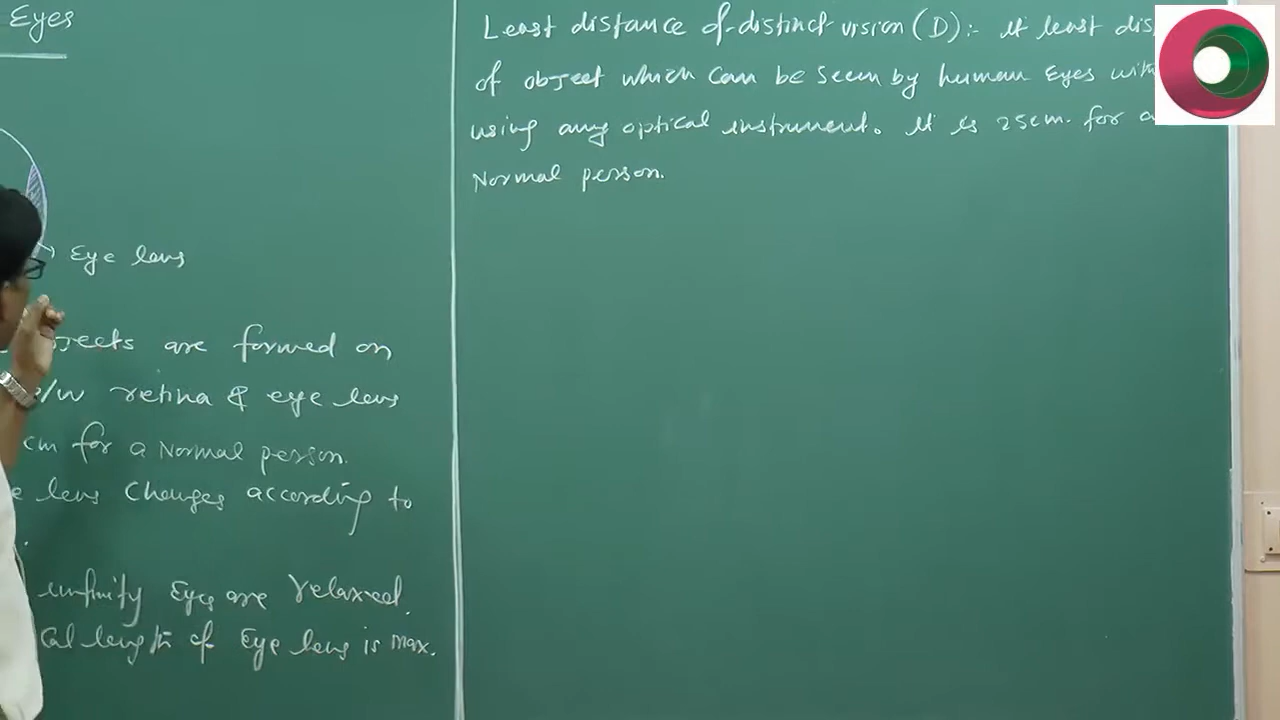 Eyes
Eye lens
jects are formed on
b/w retina & eye lens
cm for a Normal person.
e lens changes according to
infinity Eyes are relaxed.
cal length of Eye lens is max.
Least distance of distinct vision (D):- It least dis
of object which can be seen by human Eyes with
using any optical instrument. It is 25cm. for a
Normal person.